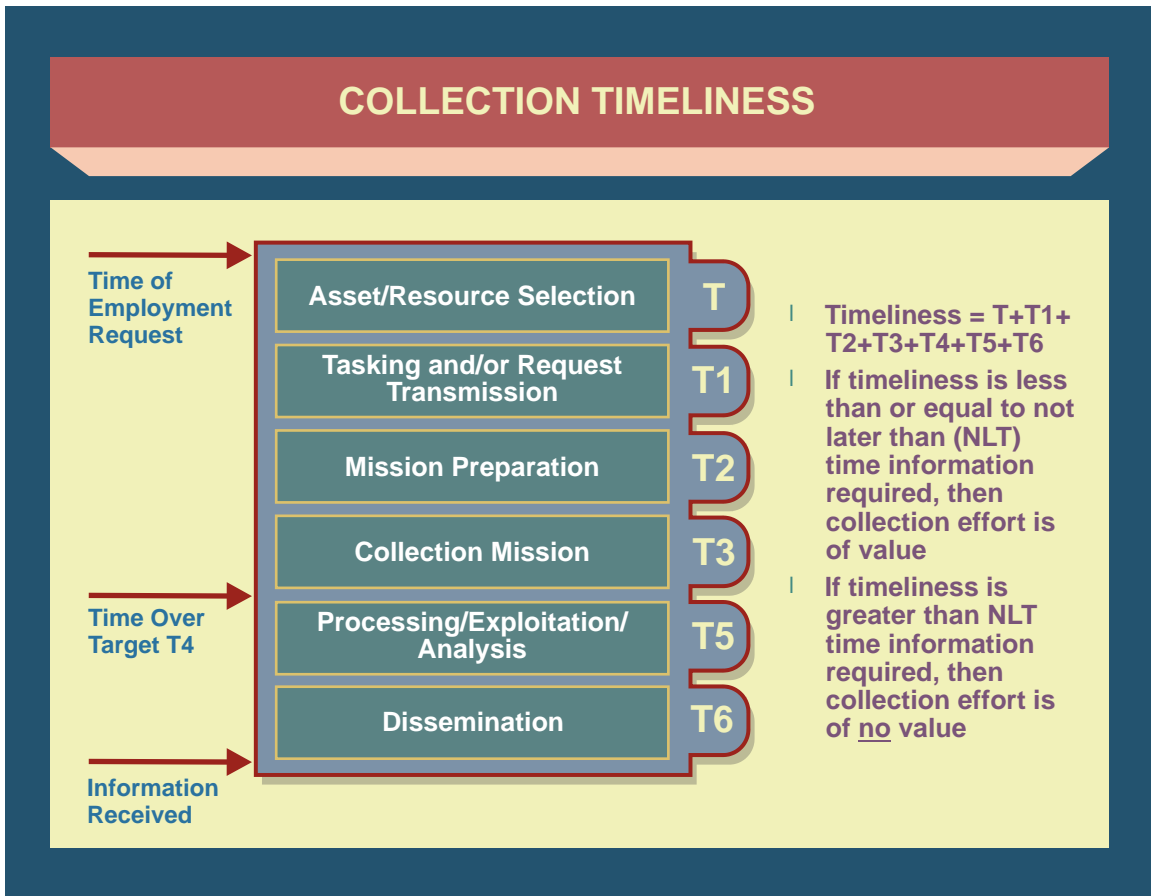 COLLECTION TIMELINESS
Time of
Employment
Request
Asset/Resource Selection
T
Tasking and/or Request
Transmission
T1
Mission Preparation
T2
Collection Mission
T3
Time Over
Target T4
Processing/Exploitation/
Analysis
T5
Dissemination
T6
Information
Received
l Timeliness = T+T1+
T2+T3+T4+T5+T6
l If timeliness is less
than or equal to not
later than (NLT)
time information
required, then
collection effort is
of value
l If timeliness is
greater than NLT
time information
required, then
collection effort is
of no value